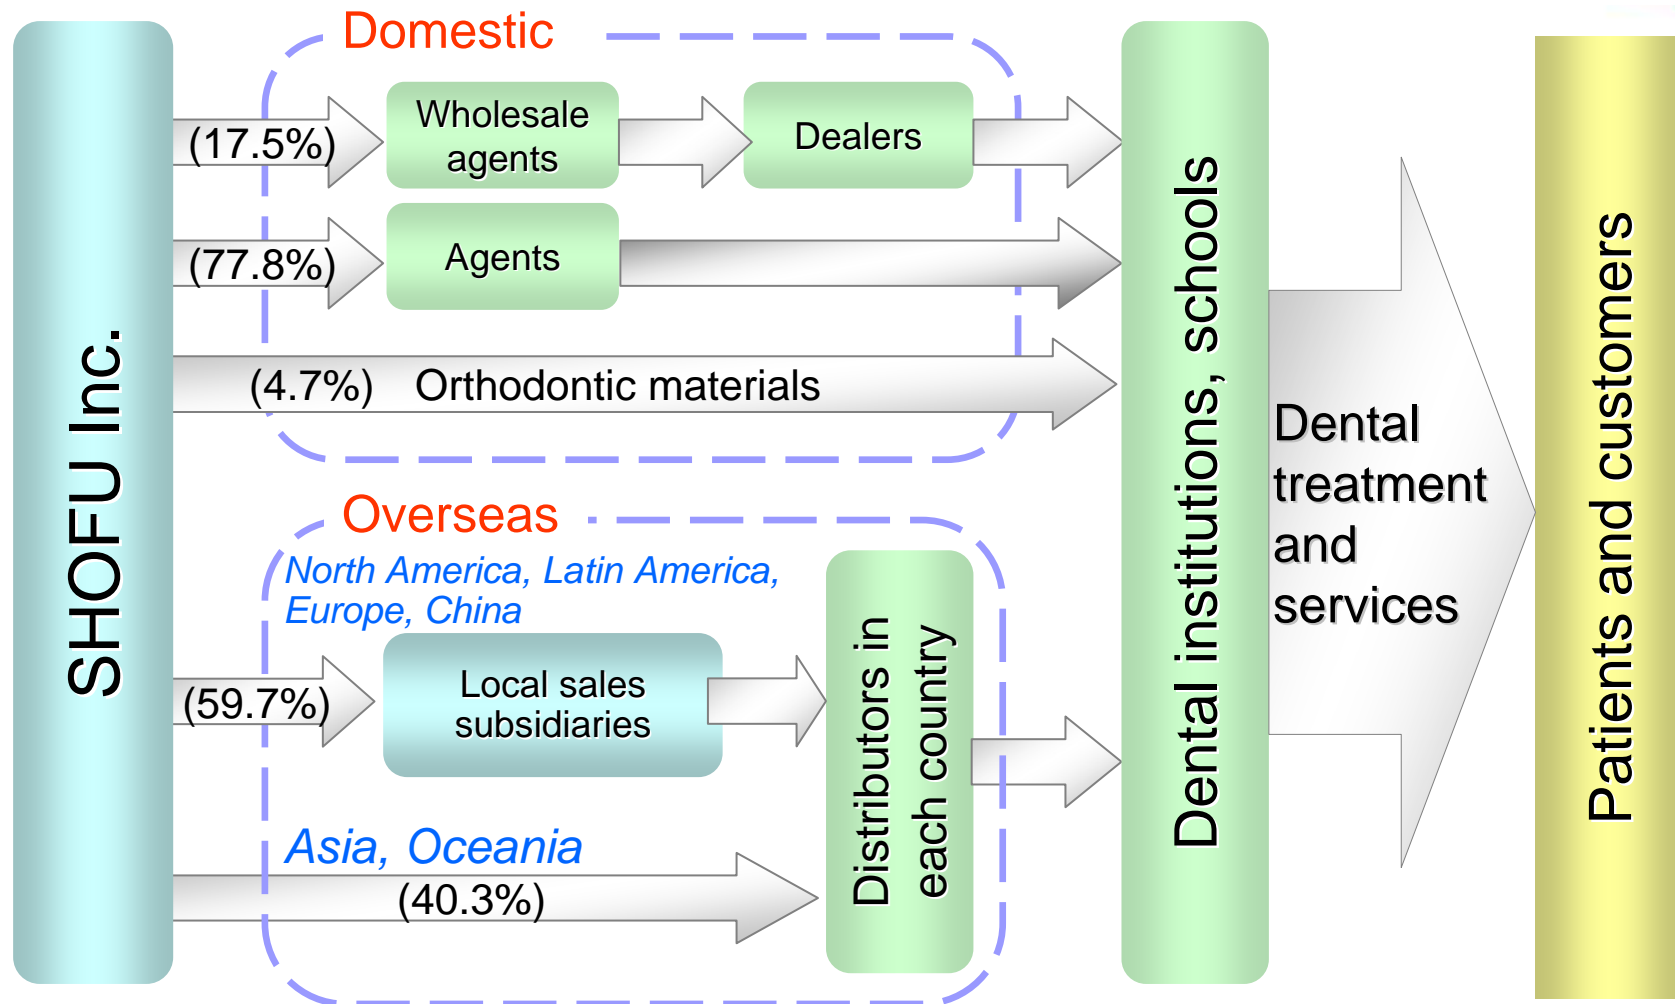 SHOFU Inc.
Domestic
(17.5%)
Wholesale
agents
Dealers
(77.8%)
Agents
(4.7%) Orthodontic materials
Overseas
North America, Latin America,
Europe, China
(59.7%)
Local sales
subsidiaries
Asia, Oceania
(40.3%)
Distributors in
each country
Dental institutions, schools
Dental
treatment
and
services
Patients and customers